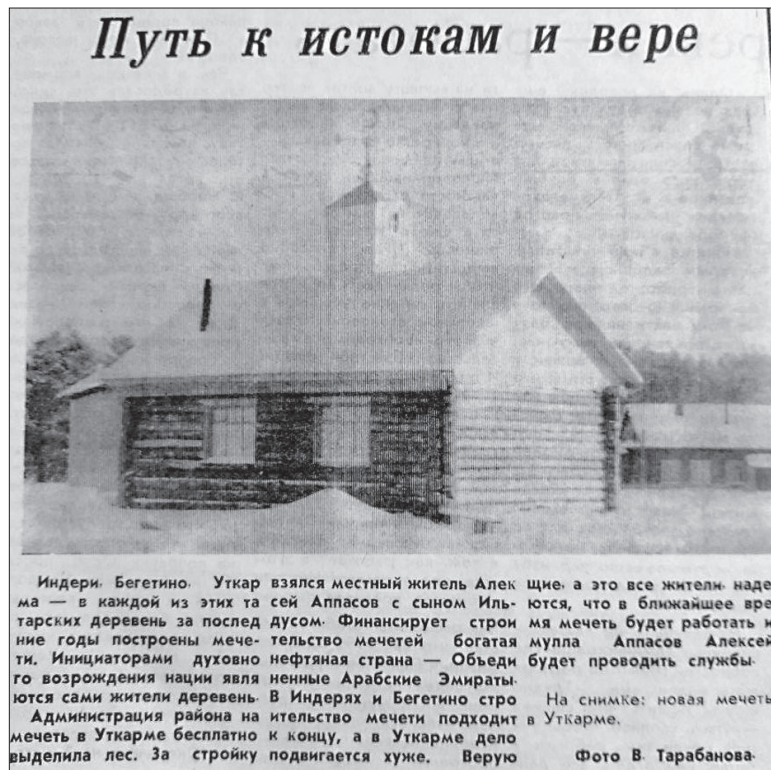 Путь к истокам и вере
Индери. Бегетино. Уткар
ма — в каждой из этих та
тарских деревень за послед
ние годы построены мече-
ти. Инициаторами духовно
го возрождения нации явля
ются сами жители деревень.
Администрация района на
мечеть в Уткарме бесплатно
выделила лес. За стройку
взялся местный житель Алек
сей Аппасов с сыном Иль-
дусом. Финансирует строи
тельство мечетей богатая
нефтяная страна — Объеди
ненные Арабские Эмираты.
В Индерях и Бегетино стро
ительство мечети подходит
к концу, а в Уткарме дело
подвигается хуже. Верую
щие, а это все жители, наде
ются, что в ближайшее вре
мя мечеть будет работать и
мулла Аппасов Алексей
будет проводить службы.
На снимке: новая мечеть
в Уткарме.
Фото В. Тарабанова.